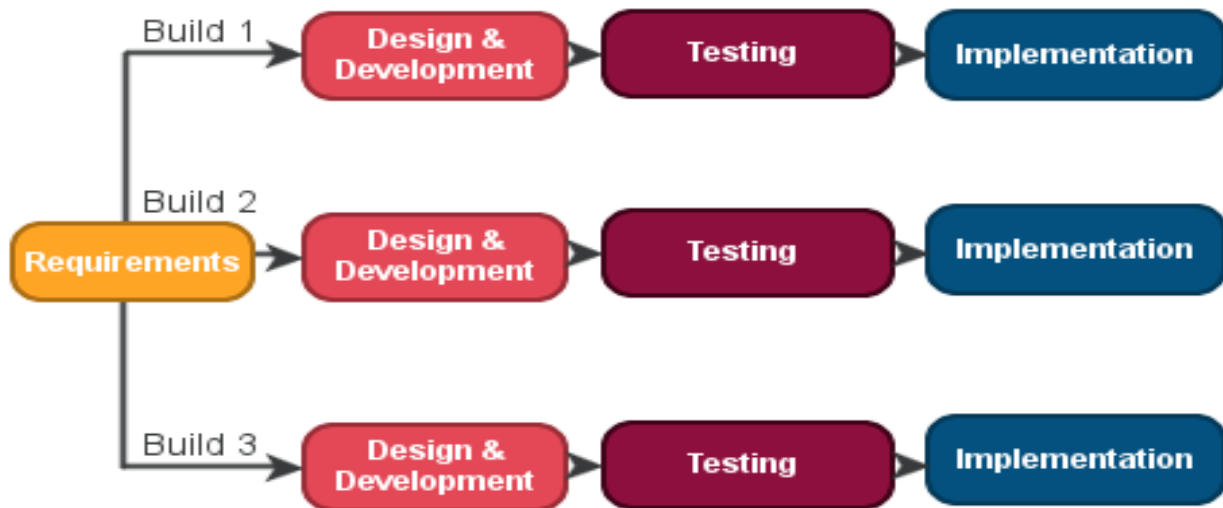 Build 1
Design &
Development
Testing
Implementation
Build 2
Requirements
Design &
Development
Testing
Implementation
Build 3
Design &
Development
Testing
Implementation